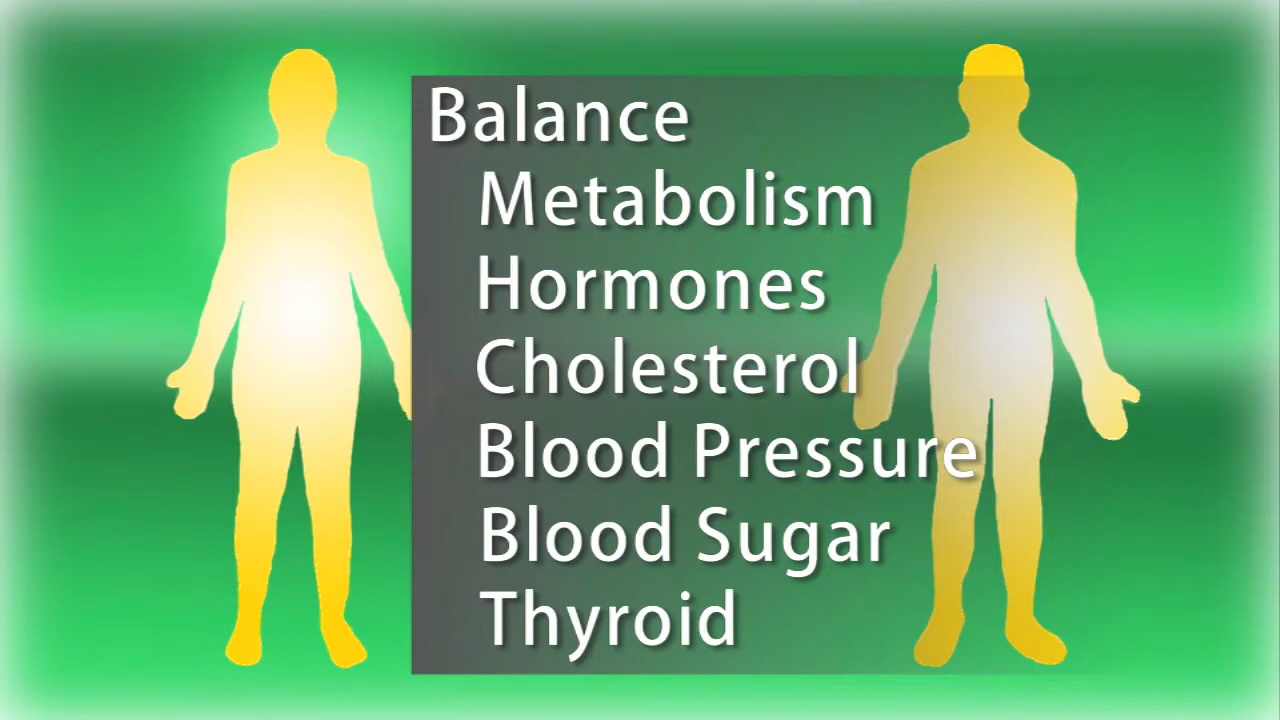 Balance
Metabolism
Hormones
Cholesterol
Blood Pressure
Blood Sugar
Thyroid